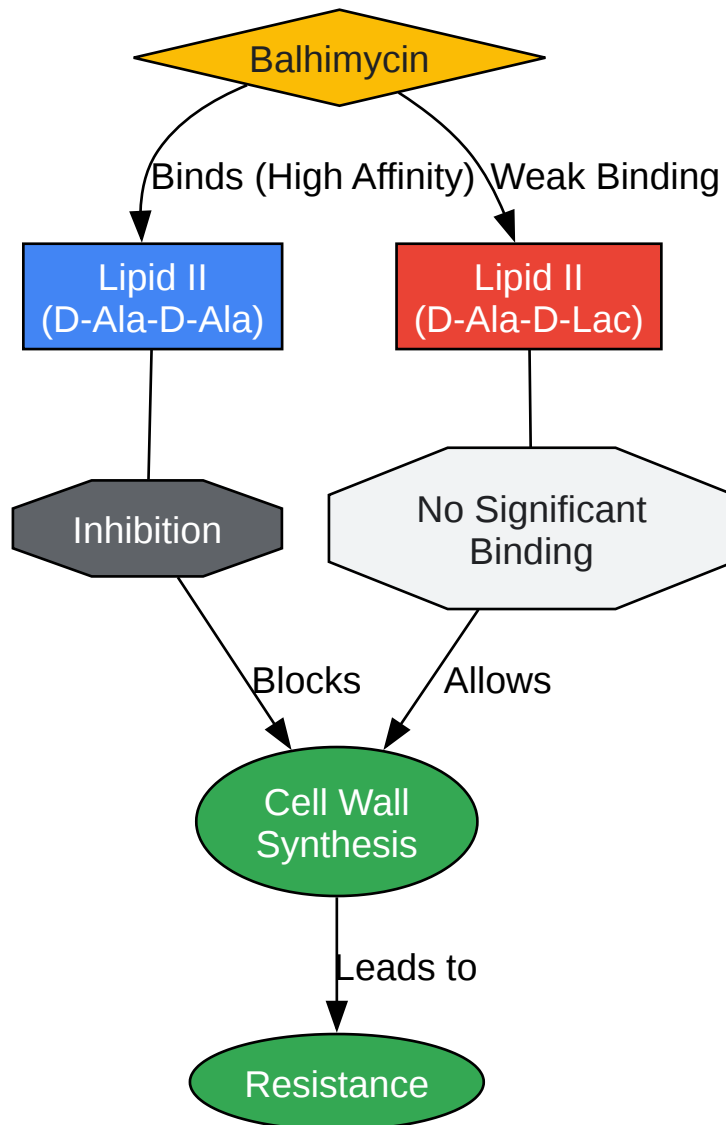 Balhimycin
Binds (High Affinity)
Weak Binding
Lipid II
(D-Ala-D-Ala)
Lipid II
(D-Ala-D-Lac)
Inhibition
No Significant
Binding
Blocks
Allows
Cell Wall
Synthesis
Leads to
Resistance